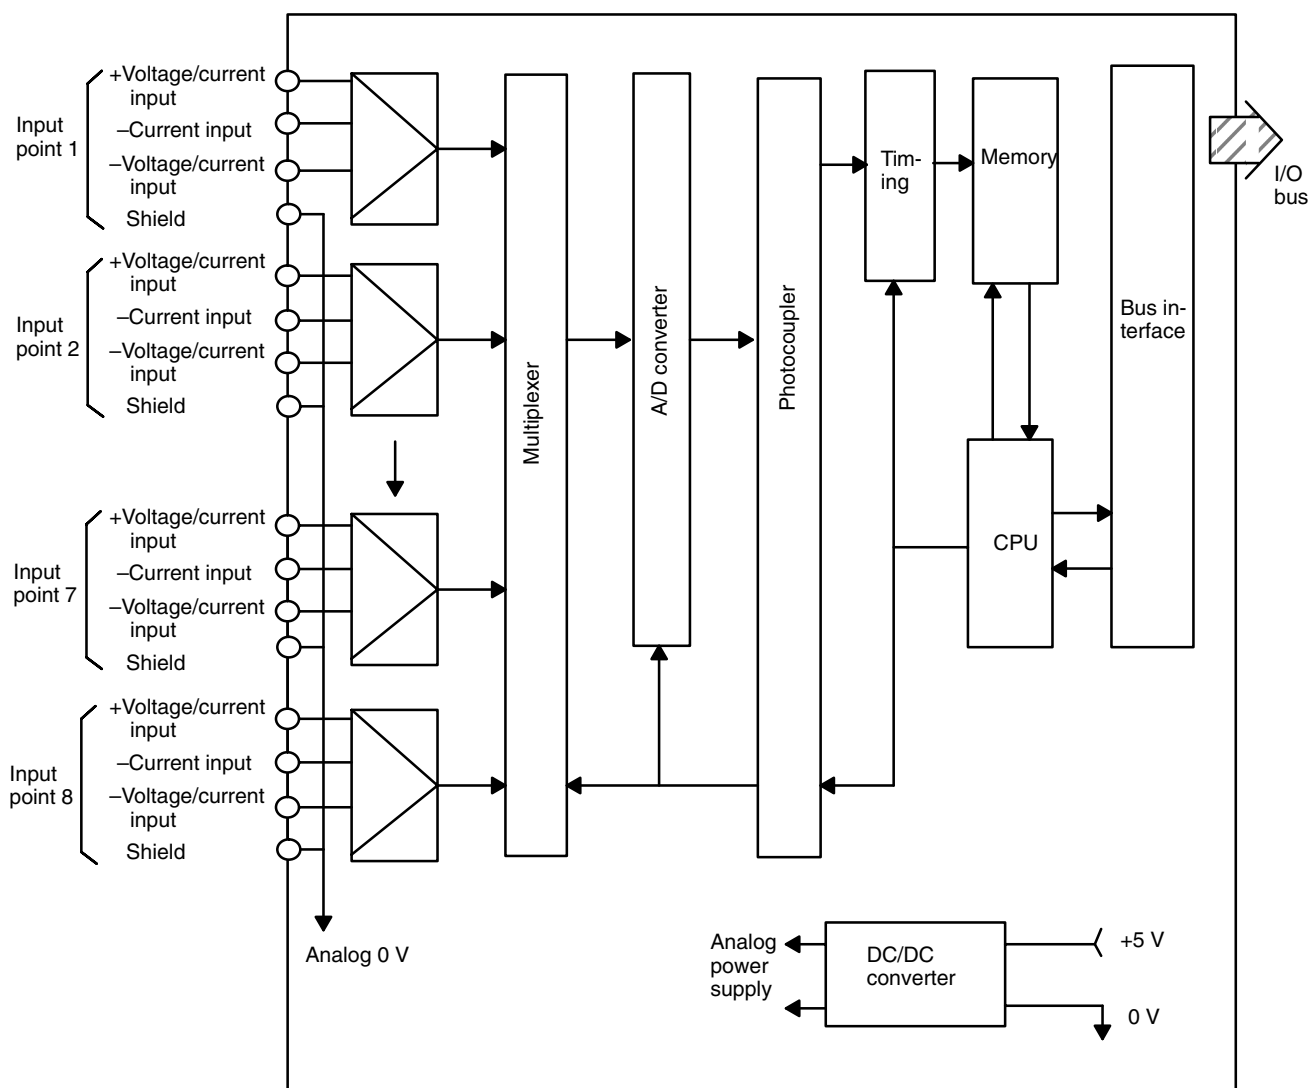 Input
point 1
+Voltage/current
input
–Current input
–Voltage/current
input
Shield
Input
point 2
+Voltage/current
input
–Current input
–Voltage/current
input
Shield
Input
point 7
+Voltage/current
input
–Current input
–Voltage/current
input
Shield
Input
point 8
+Voltage/current
input
–Current input
–Voltage/current
input
Shield
Analog 0 V
Multiplexer
A/D converter
Photocoupler
Tim-
ing
Memory
CPU
Bus in-
terface
I/O
bus
Analog
power
supply
DC/DC
converter
+5 V
0 V